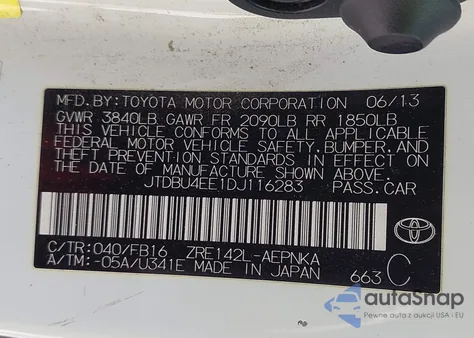 MFD.BY:TOYOTA MOTOR CORPORATION 06/13
GVWR 3840LB GAWR FR 2090LB RR 1850LB
THIS VEHICLE CONFORMS TO ALL APPLICABLE
FEDERAL MOTOR VEHICLE SAFETY,BUMPER,AND
THEFT PREVENTION STANDARDS IN EFFECT ON
THE DATE OF MANUFACTURE SHOWN ABOVE.
JTDBU4EE1DJ116283 PASS.CAR
TOYOTA
C/TR:040/FB16 ZRE142L-AEPNKA
A/TM:-05A/U341E MADE IN JAPAN
663 C
autoSnap
Pewne auta z USA i EU